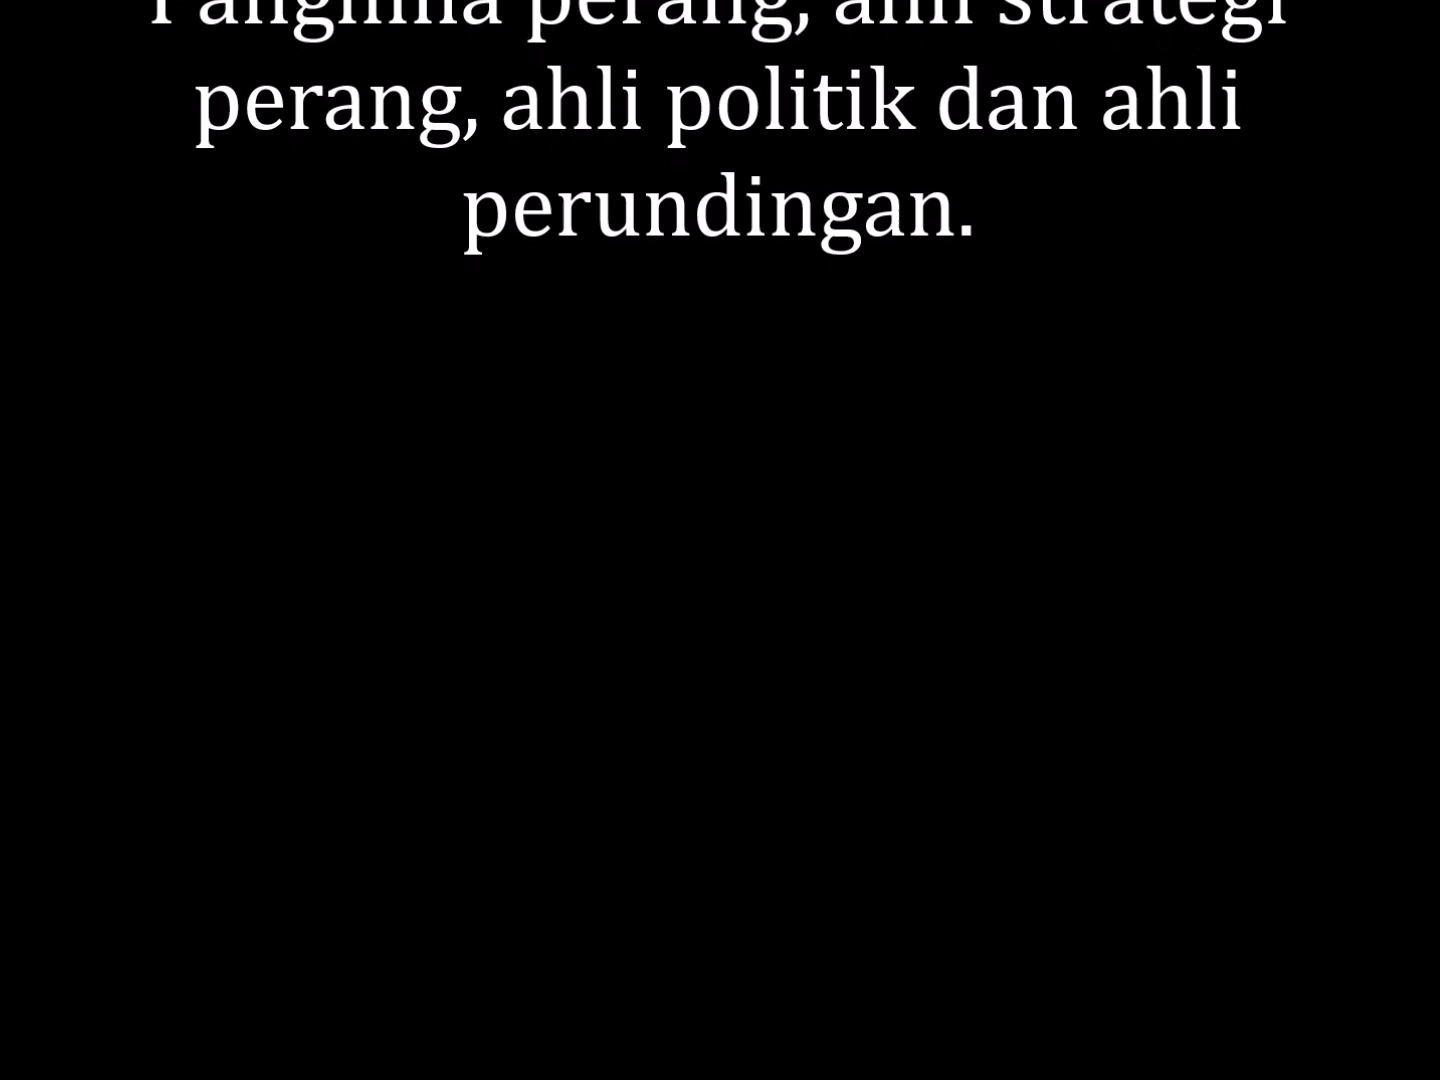 Panglima perang, ahli strategi
perang, ahli politik dan ahli
perundingan.